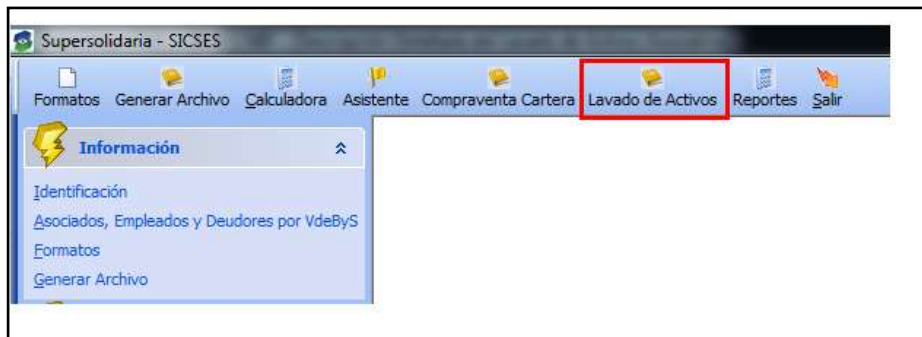 Supersolidaria - SICSES
Formatos Generar Archivo Calculadora Asistente Compraventa Cartera Lavado de Activos Reportes Salir
Información
Identificación
Asociados, Empleados y Deudores por VdeByS
Formatos
Generar Archivo